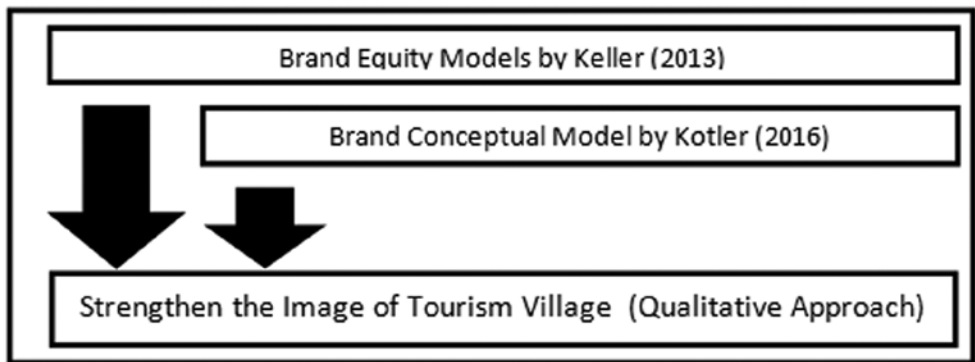 Brand Equity Models by Keller (2013)
Brand Conceptual Model by Kotler (2016)
Strengthen the Image of Tourism Village (Qualitative Approach)